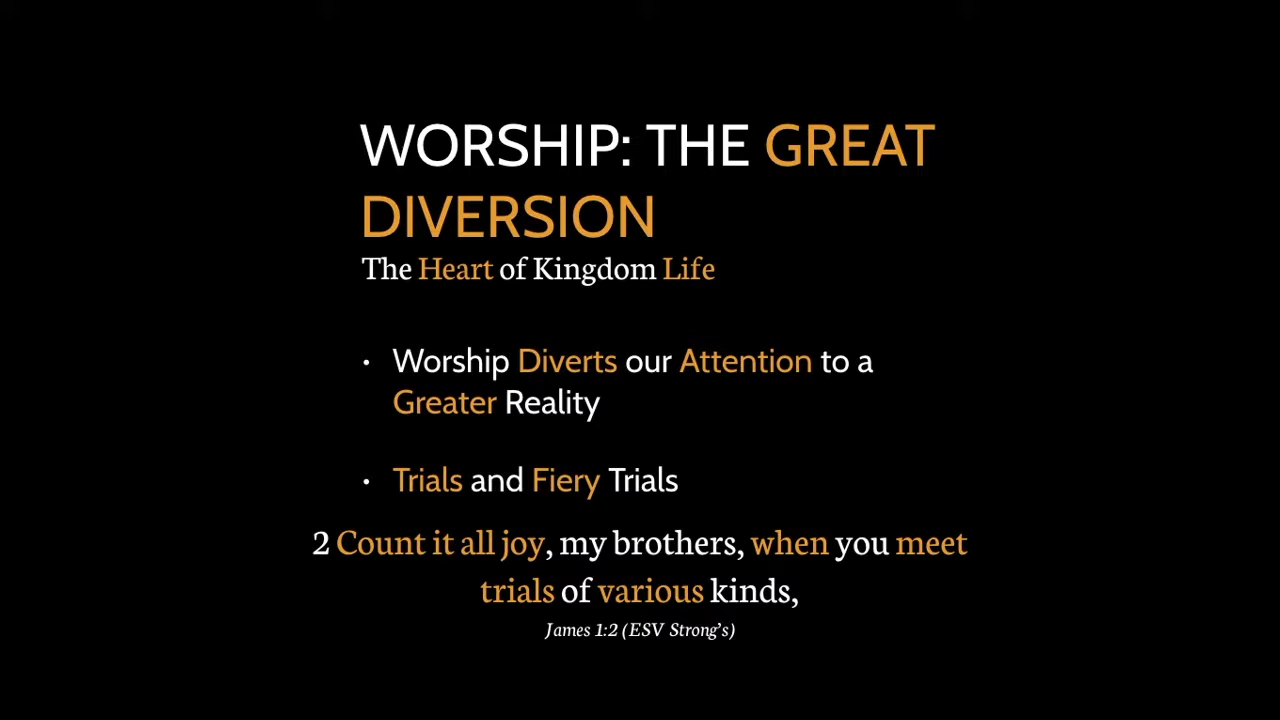 WORSHIP: THE GREAT
DIVERSION
The Heart of Kingdom Life
• Worship Diverts our Attention to a
Greater Reality
• Trials and Fiery Trials
2 Count it all joy, my brothers, when you meet
trials of various kinds,
James 1:2 (ESV Strong's)